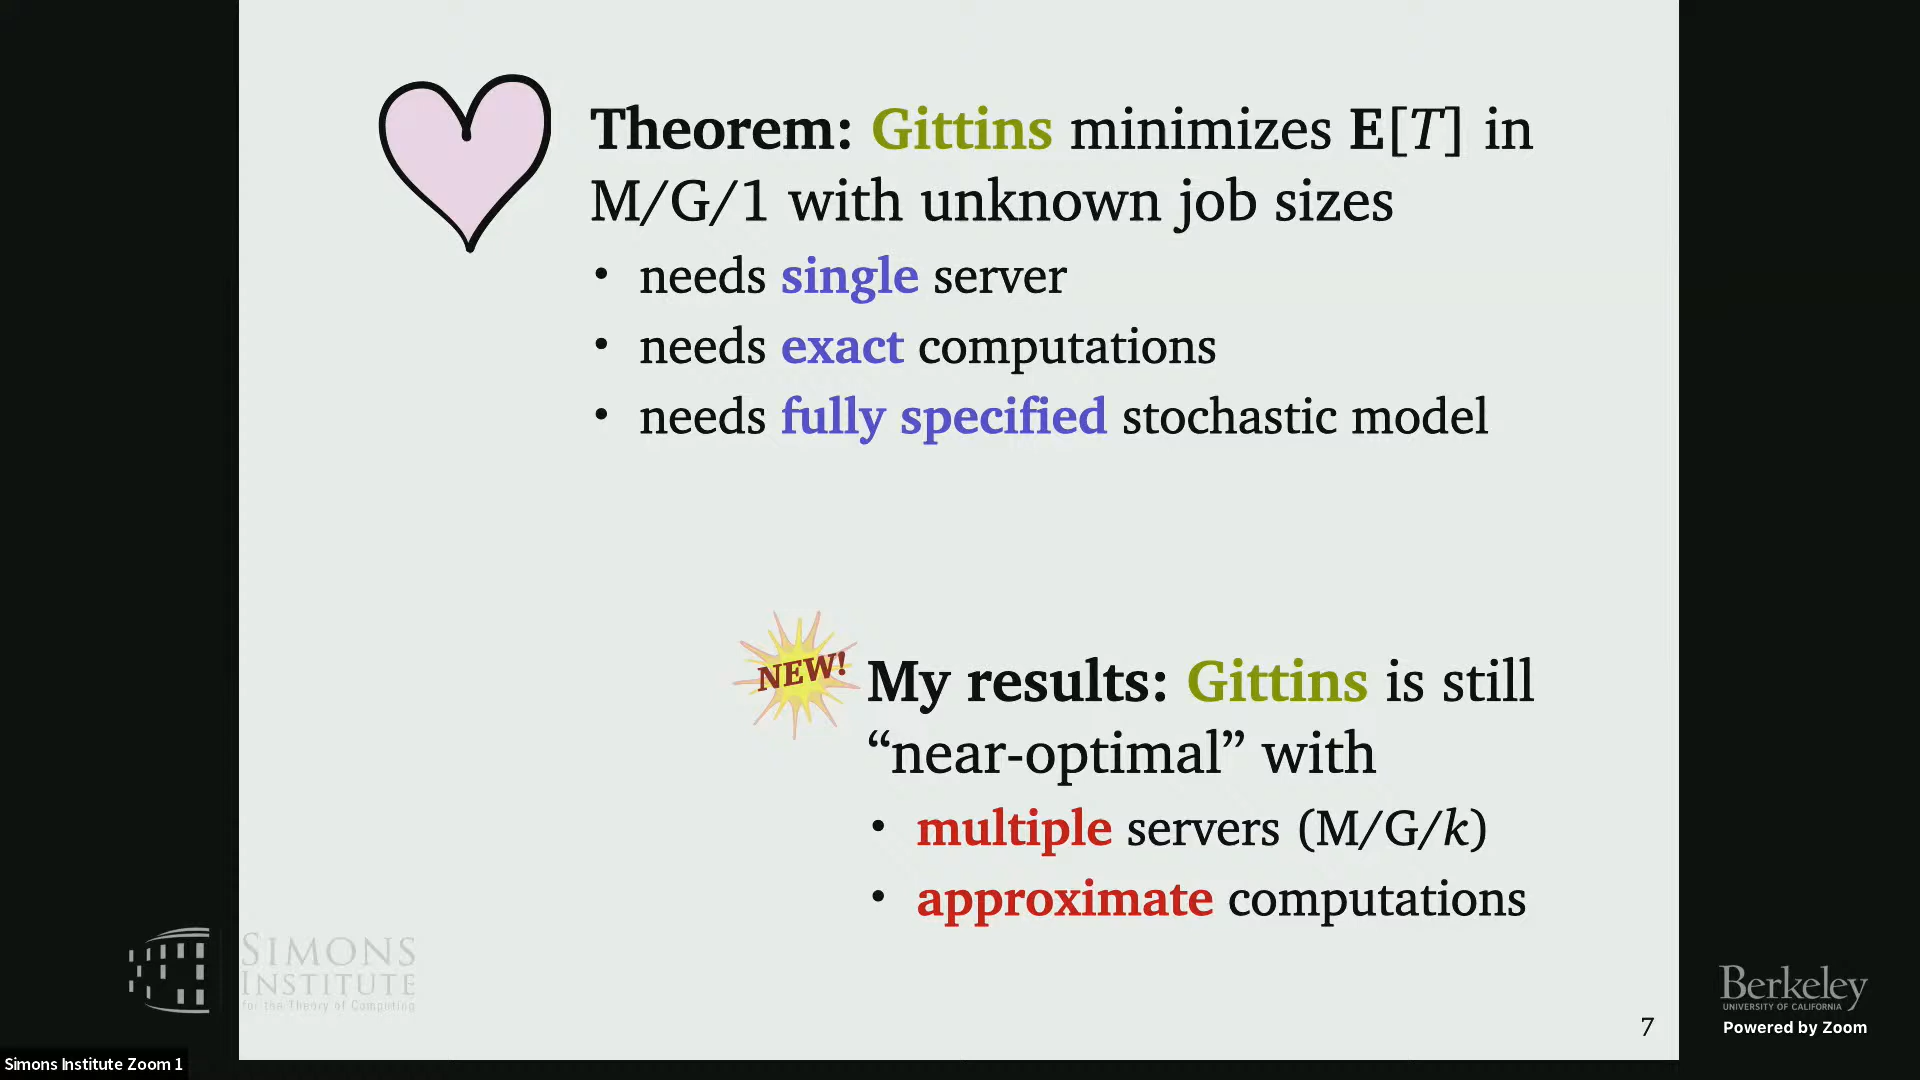 Theorem: Gittins minimizes E[T] in
M/G/1 with unknown job sizes
• needs single server
• needs exact computations
• needs fully specified stochastic model
NEW!
My results: Gittins is still
“near-optimal” with
• multiple servers (M/G/k)
• approximate computations
SIMONS
INSTITUTE
for the Theory of Computing
Berkeley
UNIVERSITY OF CALIFORNIA
Powered by Zoom
7
Simons Institute Zoom 1